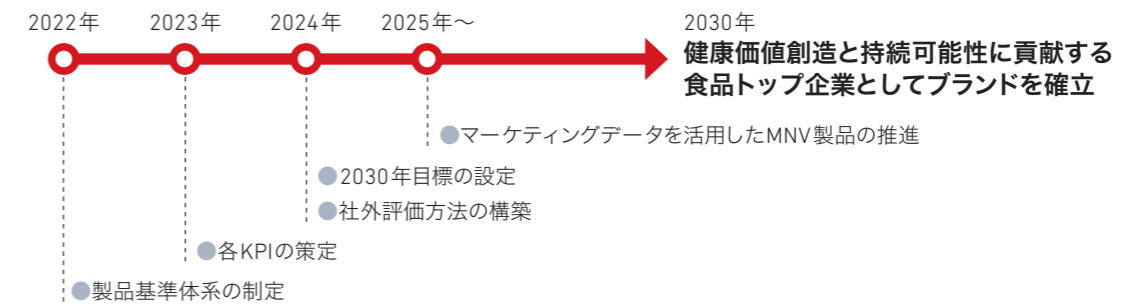 2022年
2023年
2024年
2025年〜
2030年
健康価値創造と持続可能性に貢献する
食品トップ企業としてブランドを確立
●マーケティングデータを活用したMNV製品の推進
●2030年目標の設定
●社外評価方法の構築
●各KPIの策定
●製品基準体系の制定